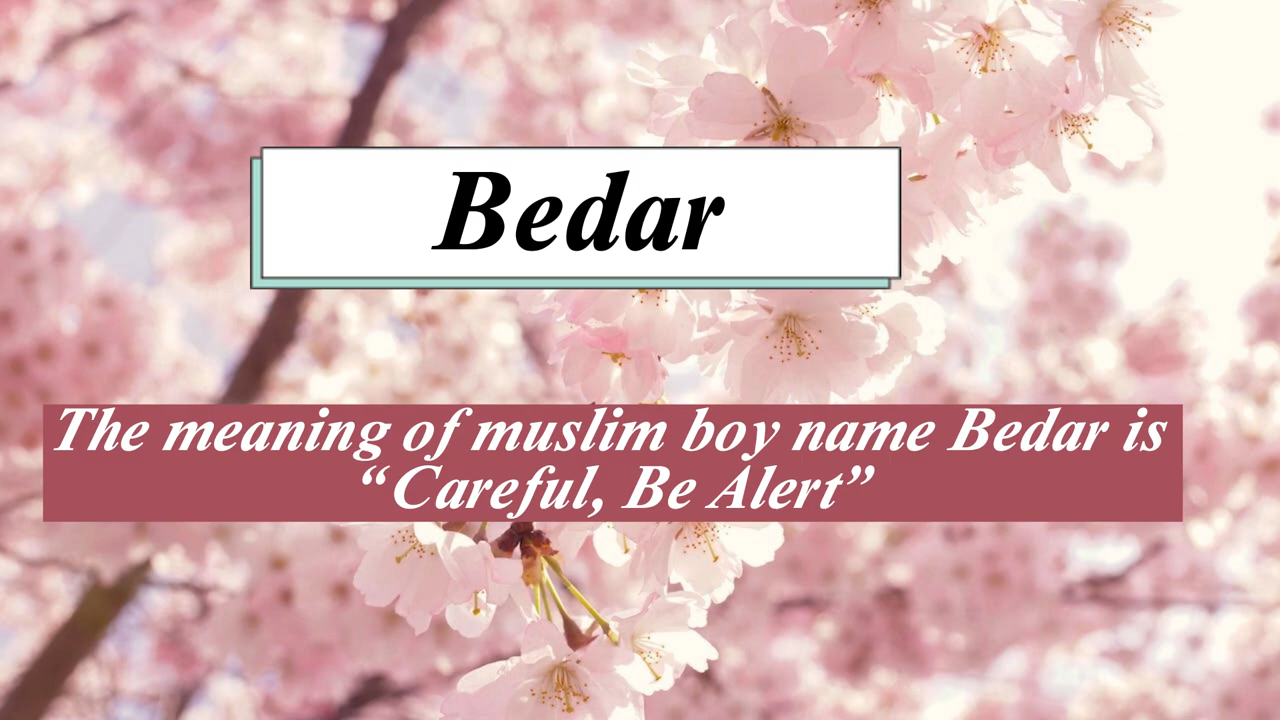 Bedar
The meaning of muslim boy name Bedar is
“Careful, Be Alert”